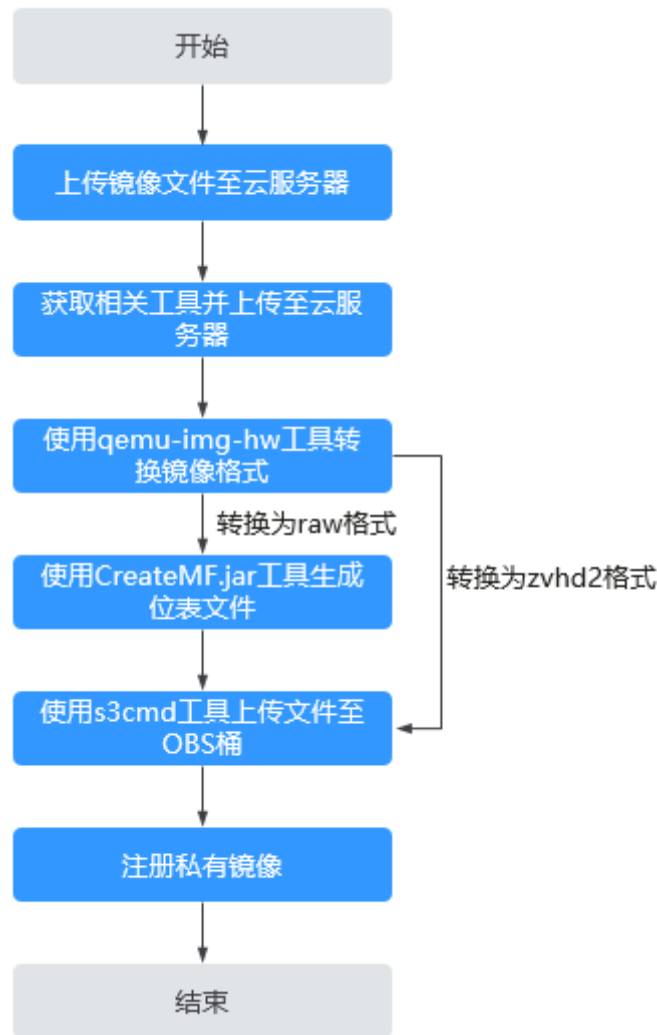 开始
上传镜像文件至云服务器
获取相关工具并上传至云服
务器
使用qemu-img-hw工具转
换镜像格式
转换为raw格式
使用CreateMF.jar工具生成
位表文件
转换为zvhd2格式
使用s3cmd工具上传文件至
OBS桶
注册私有镜像
结束